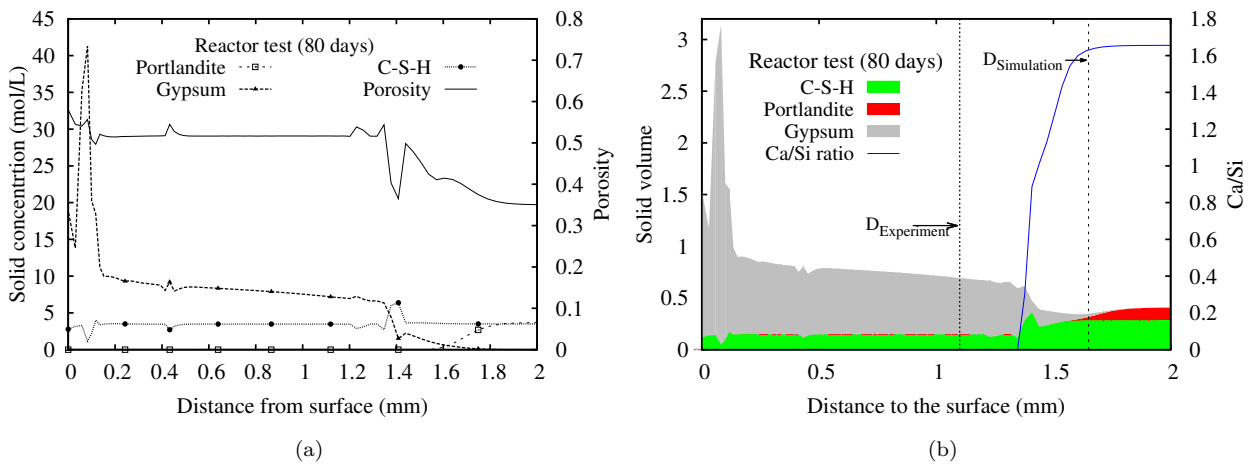 45
40
35
30
25
20
15
10
5
0
Solid concentrtion (mol/L)
Reactor test (80 days)
Portlandite
Gypsum
C-S-H
Porosity
0.8
0.7
0.6
0.5
0.4
0.3
0.2
0.1
0
Porosity
0 0.2 0.4 0.6 0.8 1 1.2 1.4 1.6 1.8 2
Distance from surface (mm)
(a)
3
2.5
2
1.5
1
0.5
0
Solid volume
Reactor test (80 days)
C-S-H
Portlandite
Gypsum
Ca/Si ratio
DSimulation
DExperiment
1.8
1.6
1.4
1.2
1
0.8
0.6
0.4
0.2
0
Ca/Si
0 0.5 1 1.5 2
Distance to the surface (mm)
(b)